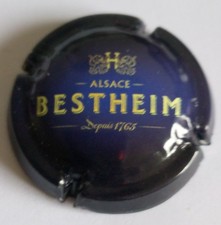 H
ALSACE
BESTHEIM
Depuis 1765